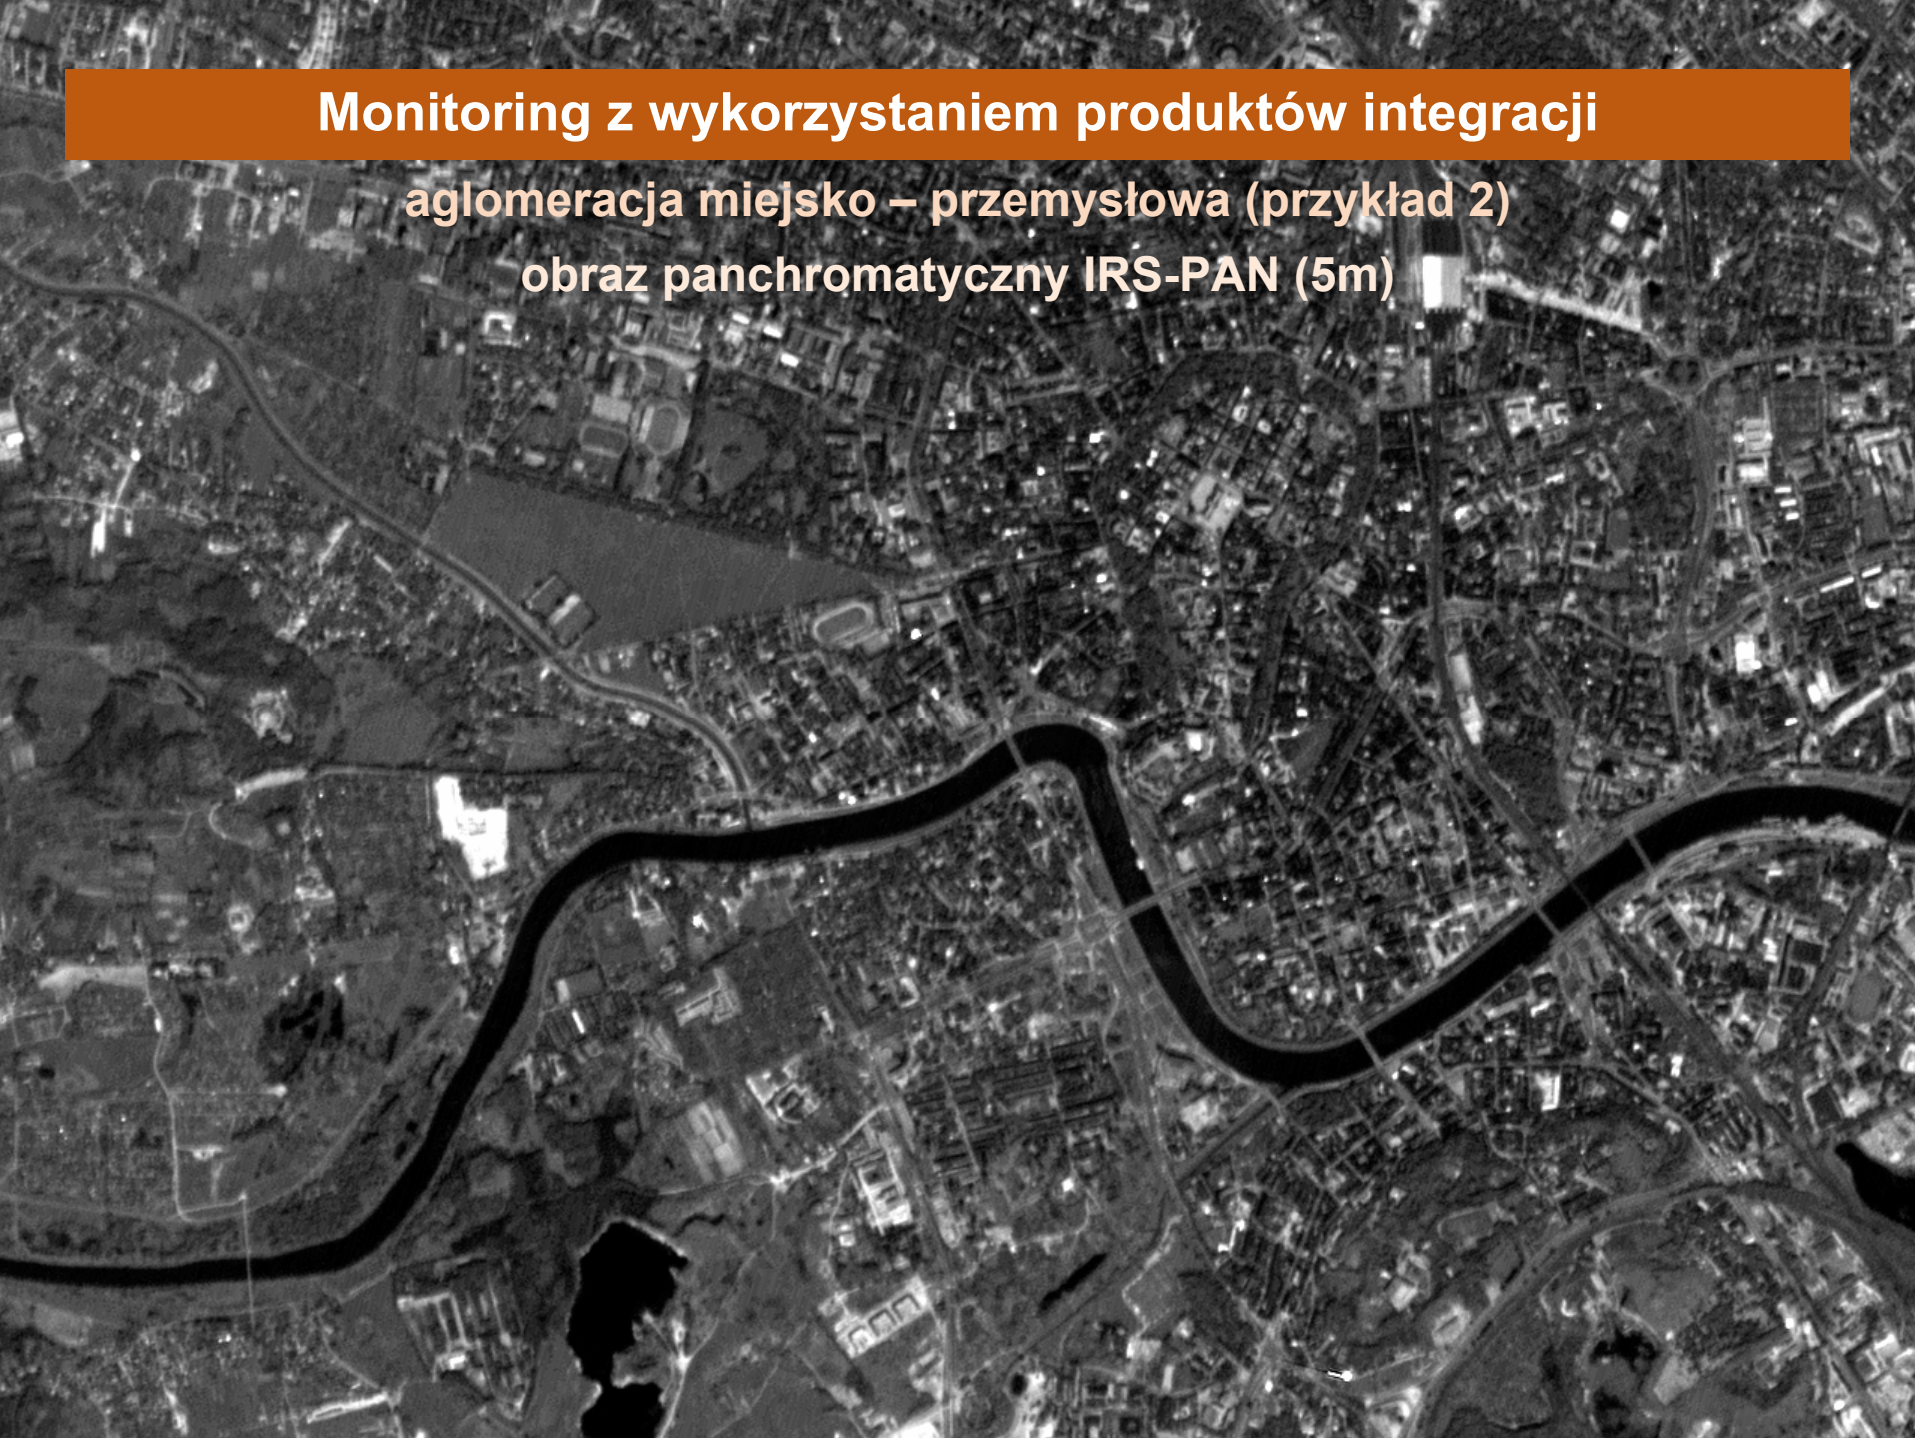 Monitoring z wykorzystaniem produktów integracji
aglomeracja miejsko – przemysłowa (przykład 2)
obraz panchromatyczny IRS-PAN (5m)